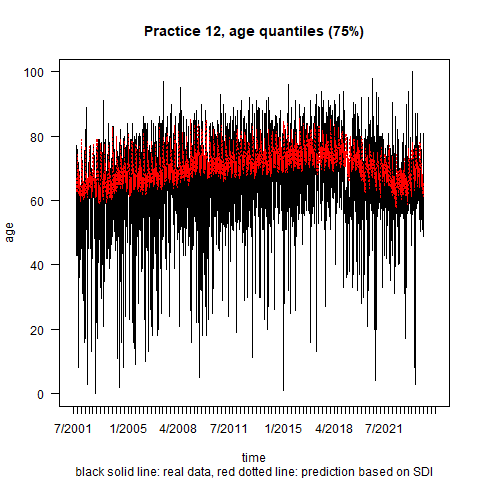 Practice 12, age quantiles (75%)
100
80
60
40
20
0
age
7/2001 1/2005 4/2008 7/2011 1/2015 4/2018 7/2021
time
black solid line: real data, red dotted line: prediction based on SDI